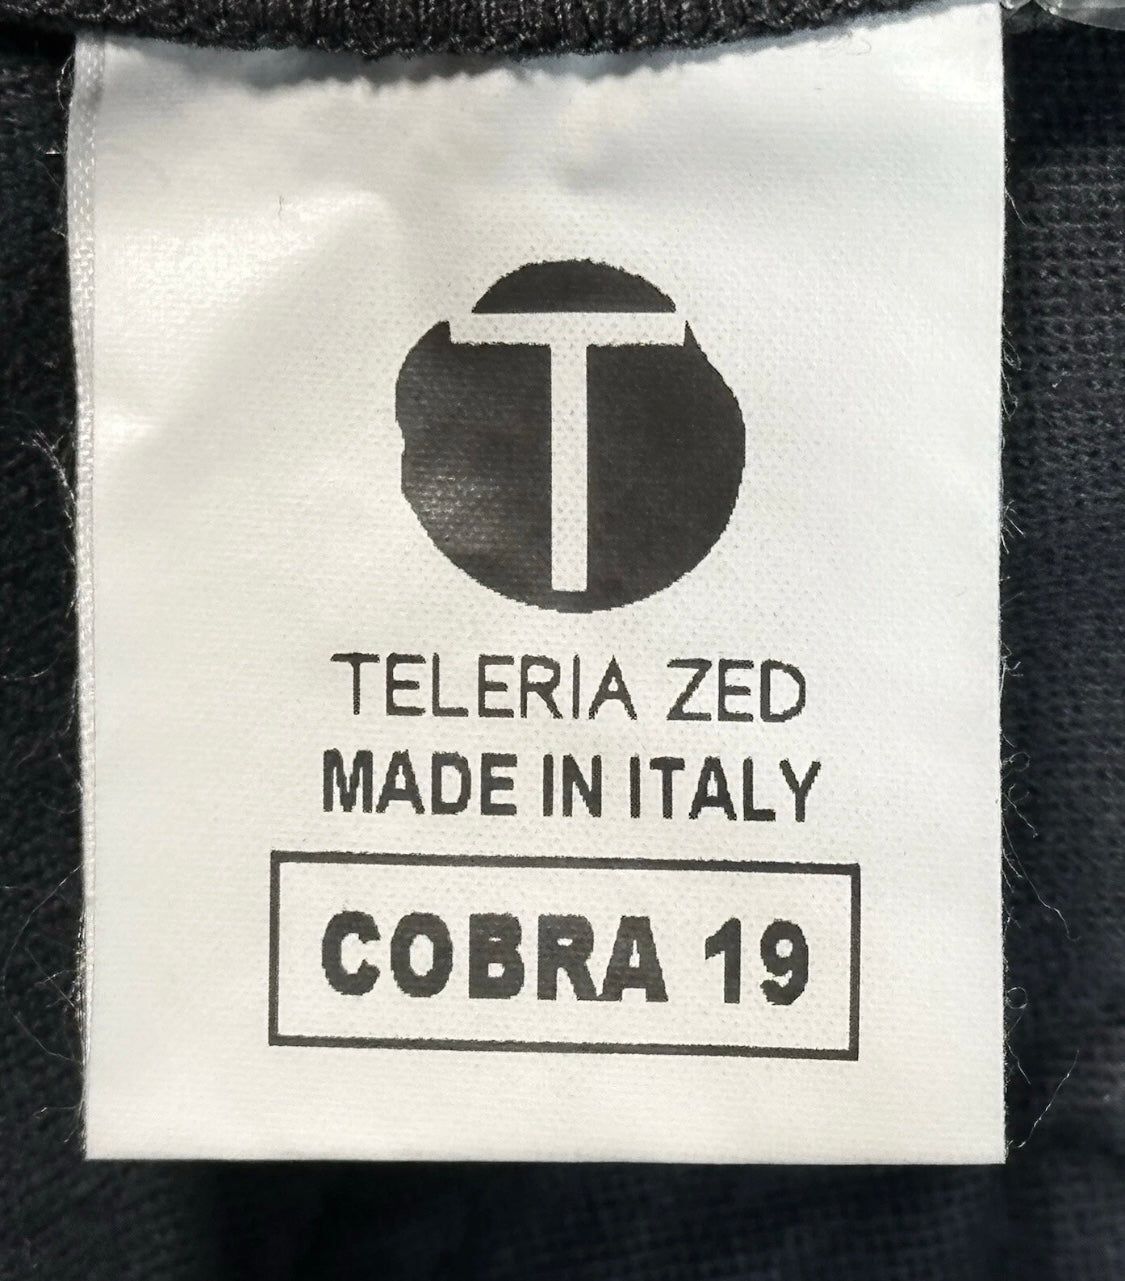 T
TELERIA ZED
MADE IN ITALY
COBRA 19